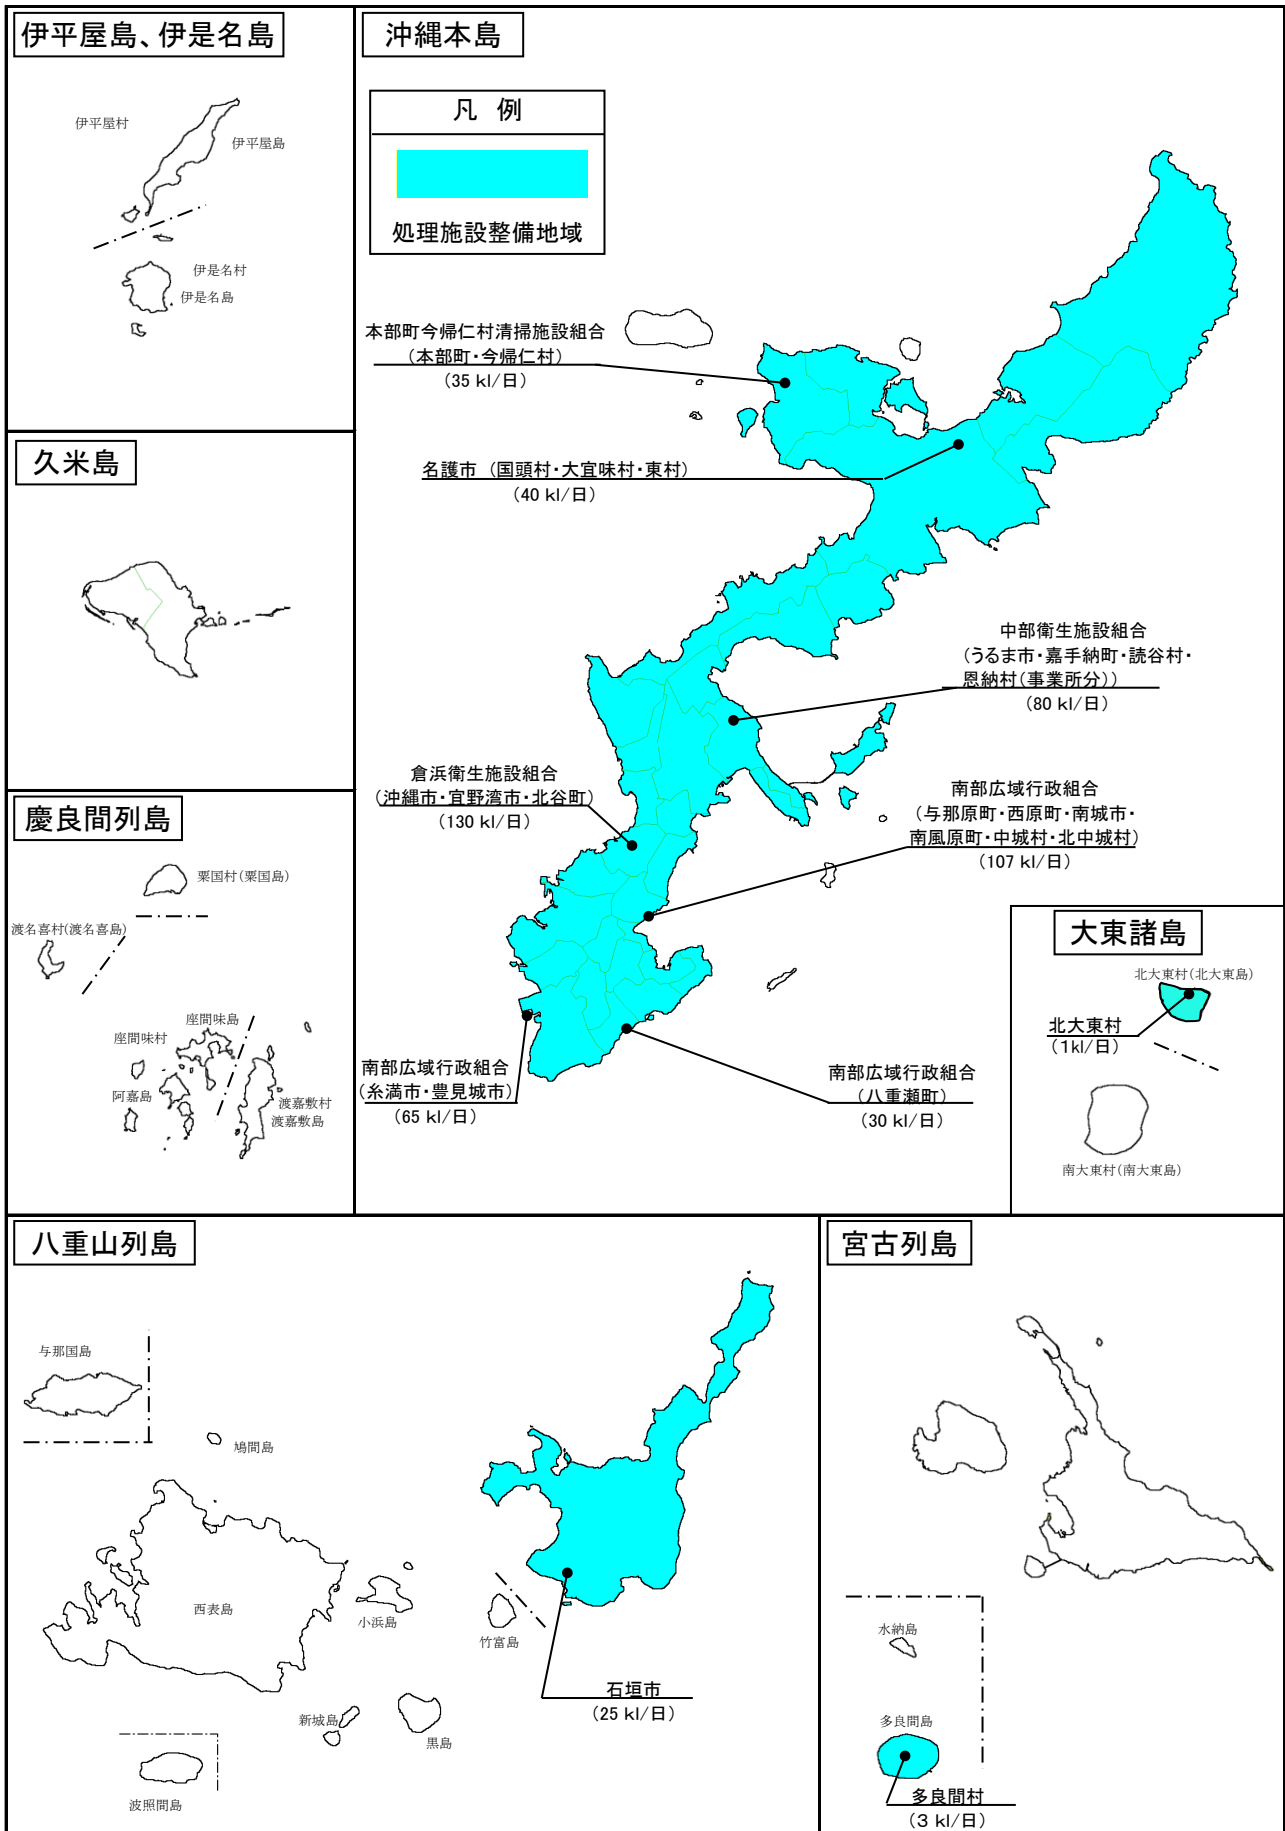 伊平屋島、伊是名島
伊平屋村
伊平屋島
伊是名村
伊是名島
久米島
慶良間列島
粟国村(粟国島)
渡名喜村(渡名喜島)
座間味島
座間味村
阿嘉島
渡嘉敷村
渡嘉敷島
沖縄本島
凡 例
処理施設整備地域
本部町今帰仁村清掃施設組合
(本部町・今帰仁村)
(35 kl/日)
名護市 (国頭村・大宜味村・東村)
(40 kl/日)
中部衛生施設組合
(うるま市・嘉手納町・読谷村・
恩納村(事業所分))
(80 kl/日)
倉浜衛生施設組合
(沖縄市・宜野湾市・北谷町)
(130 kl/日)
南部広域行政組合
(与那原町・西原町・南城市・
南風原町・中城村・北中城村)
(107 kl/日)
南部広域行政組合
(糸満市・豊見城市)
(65 kl/日)
南部広域行政組合
(八重瀬町)
(30 kl/日)
大東諸島
北大東村(北大東島)
北大東村
(1kl/日)
南大東村(南大東島)
八重山列島
与那国島
鳩間島
西表島
小浜島
竹富島
新城島
黒島
波照間島
石垣市
(25 kl/日)
宮古列島
水納島
多良間島
多良間村
(3 kl/日)